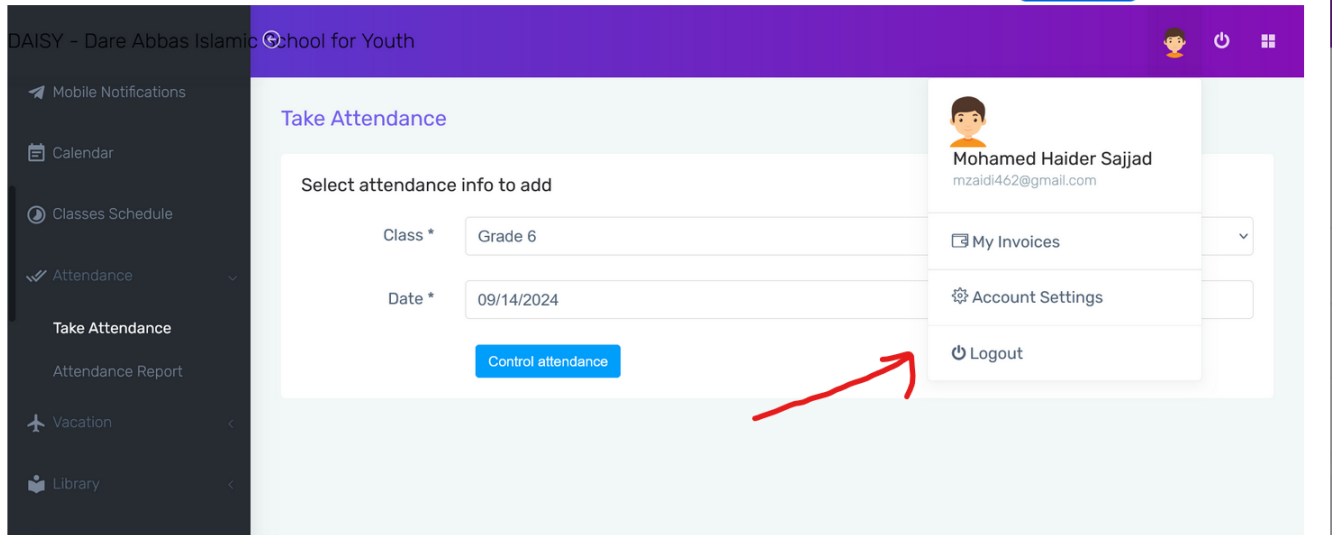 DAISY - Dare Abbas Islamic School for Youth
Mobile Notifications
Calendar
Classes Schedule
Attendance
Take Attendance
Attendance Report
Vacation
Library
Take Attendance
Select attendance info to add
Class * Grade 6
Date * 09/14/2024
Control attendance
Mohamed Haider Sajjad
mzaidi462@gmail.com
My Invoices
Account Settings
Logout